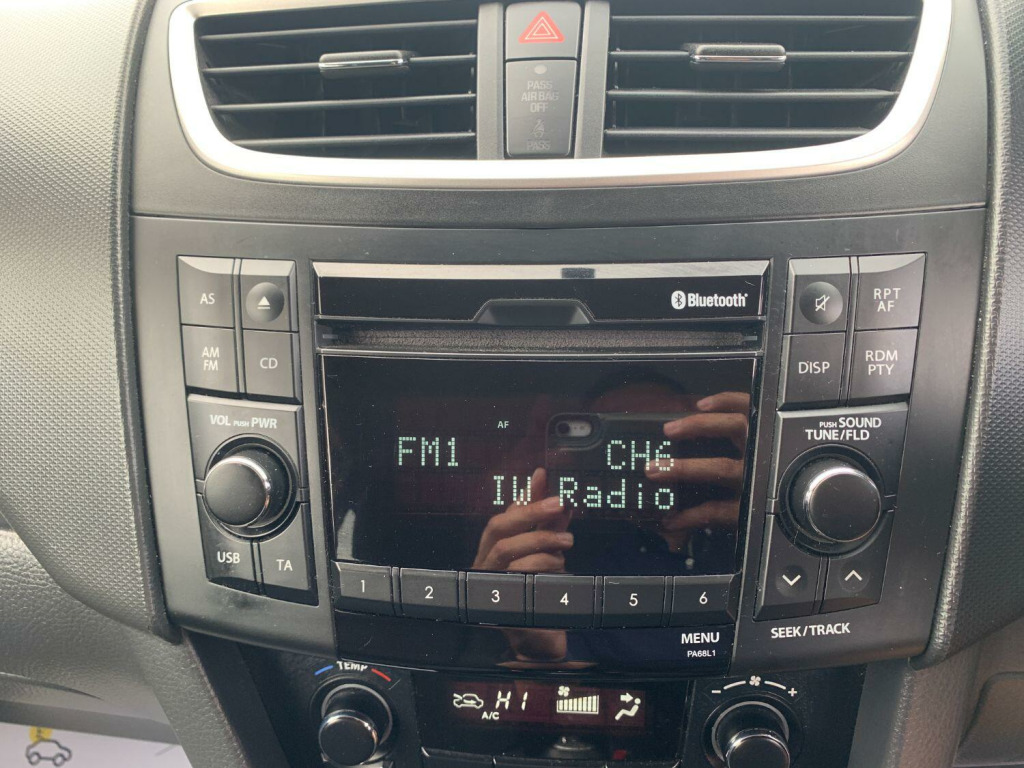 PASS
AIR BAG
OFF
PASS
Bluetooth®
AS
AM
FM
CD
RPT
AF
DISP
RDM
PTY
VOL PUSH PWR
PUSH SOUND
TUNE/FLD
AF
FM1 CH6
IW Radio
USB
TA
1 2 3 4 5 6
MENU
PA68L1
SEEK/TRACK
TEMP
HI
A/C
- +